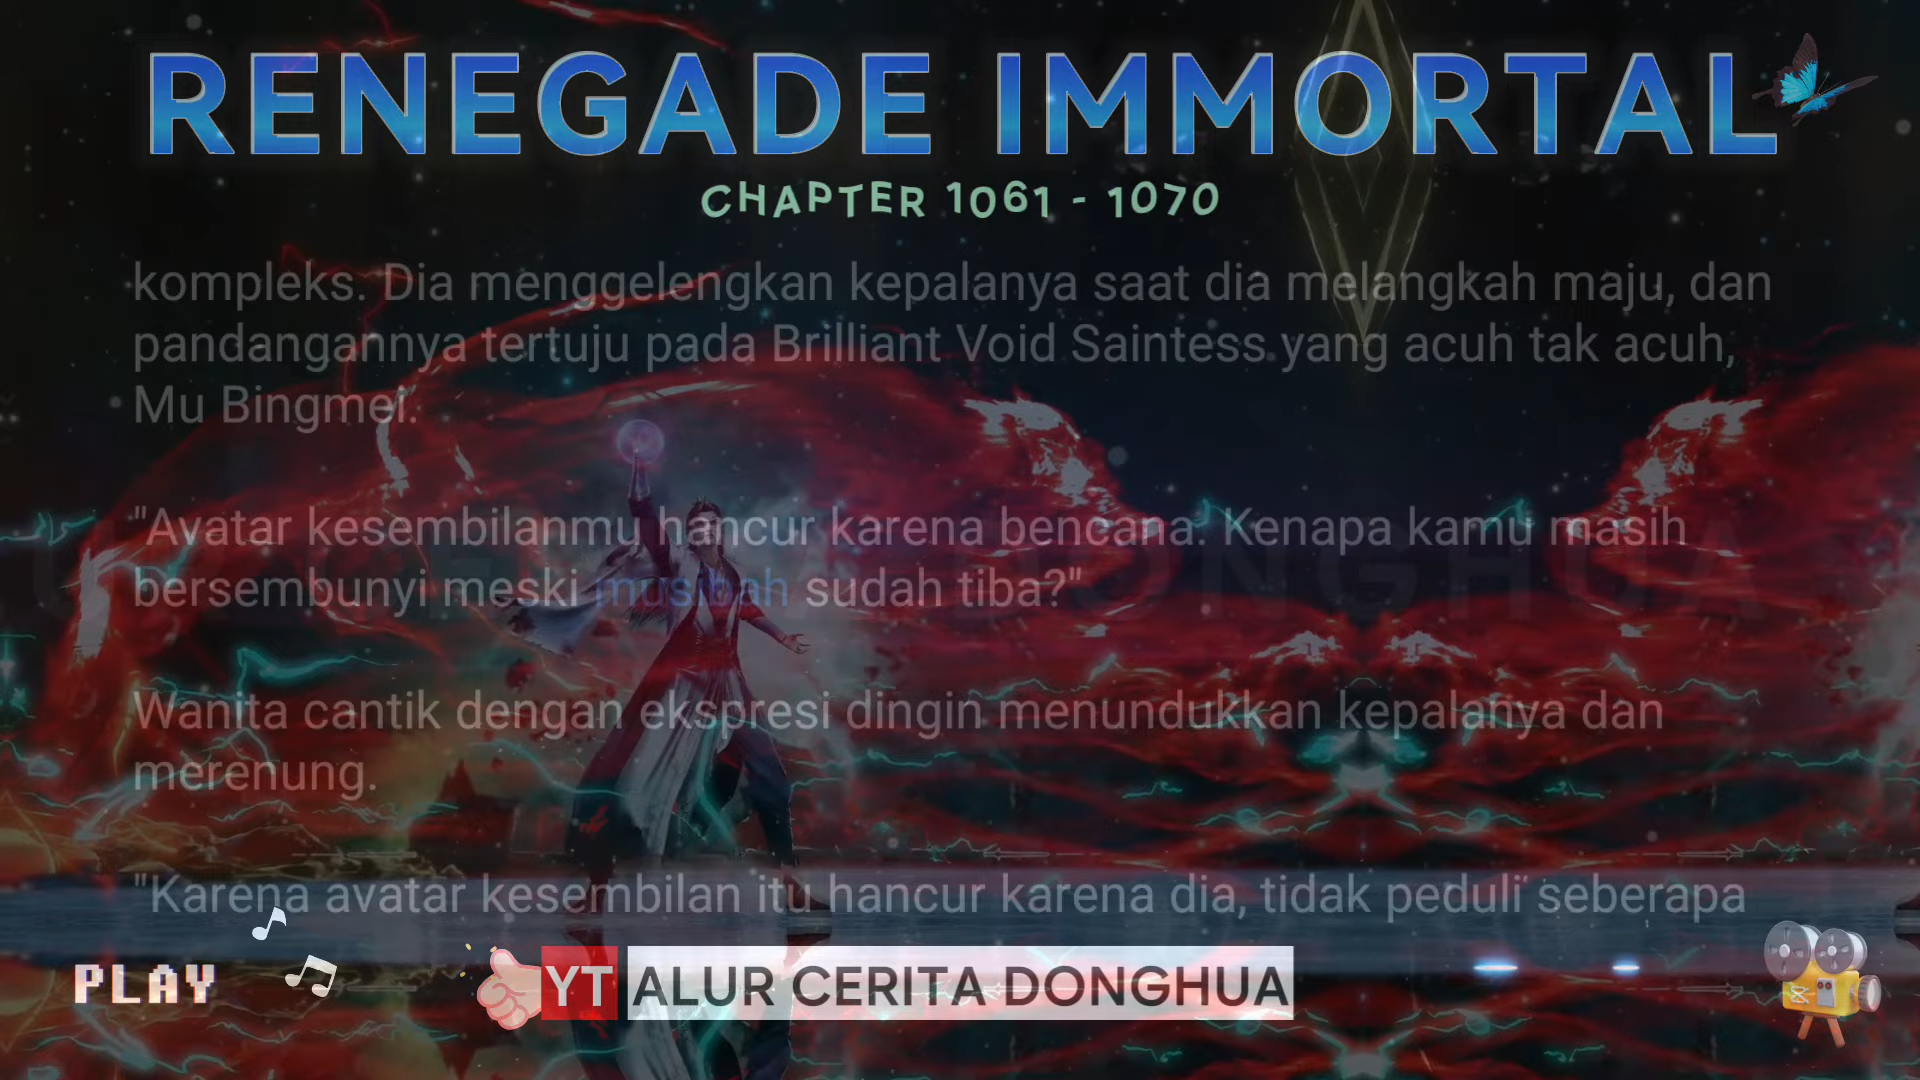 RENEGADE IMMORTAL
CHAPTER 1061 - 1070
kompleks. Dia menggelengkan kepalanya saat dia melangkah maju, dan
pandangannya tertuju pada Brilliant Void Saintess yang acuh tak acuh,
Mu Bingmei.
"Avatar kesembilanmu hancur karena bencana. Kenapa kamu masih
bersembunyi meski musibah sudah tiba?"
Wanita cantik dengan ekspresi dingin menundukkan kepalanya dan
merenung.
"Karena avatar kesembilan itu hancur karena dia, tidak peduli seberapa
PLAY
YT ALUR CERITA DONGHUA